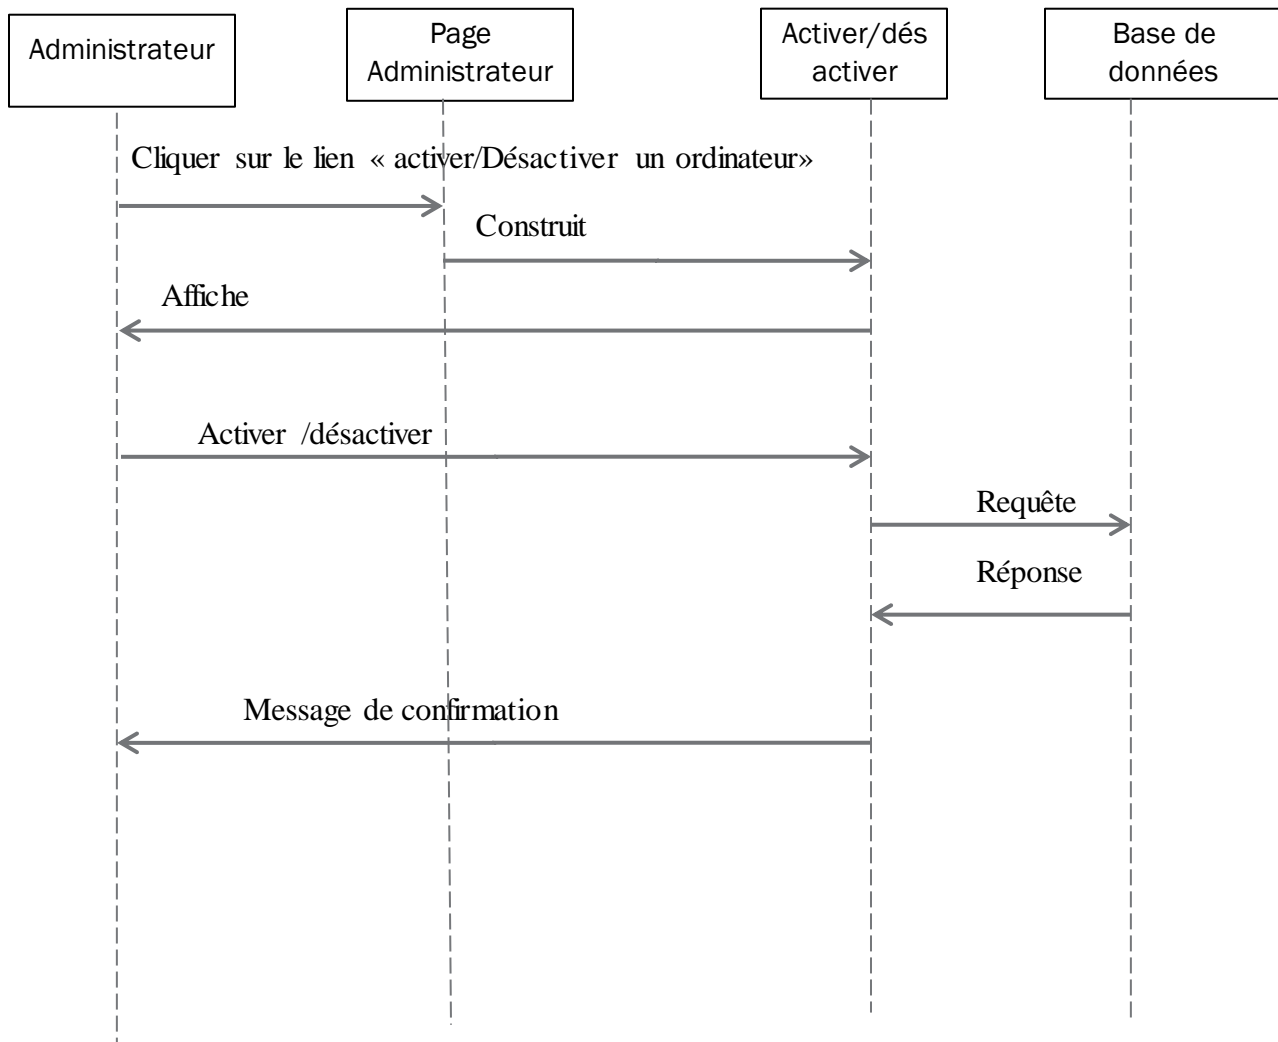 Administrateur
Page
Administrateur
Activer/dés
activer
Base de
données
Cliquer sur le lien « activer/Désactiver un ordinateur»
Construit
Affiche
Activer /désactiver
Requête
Réponse
Message de confirmation